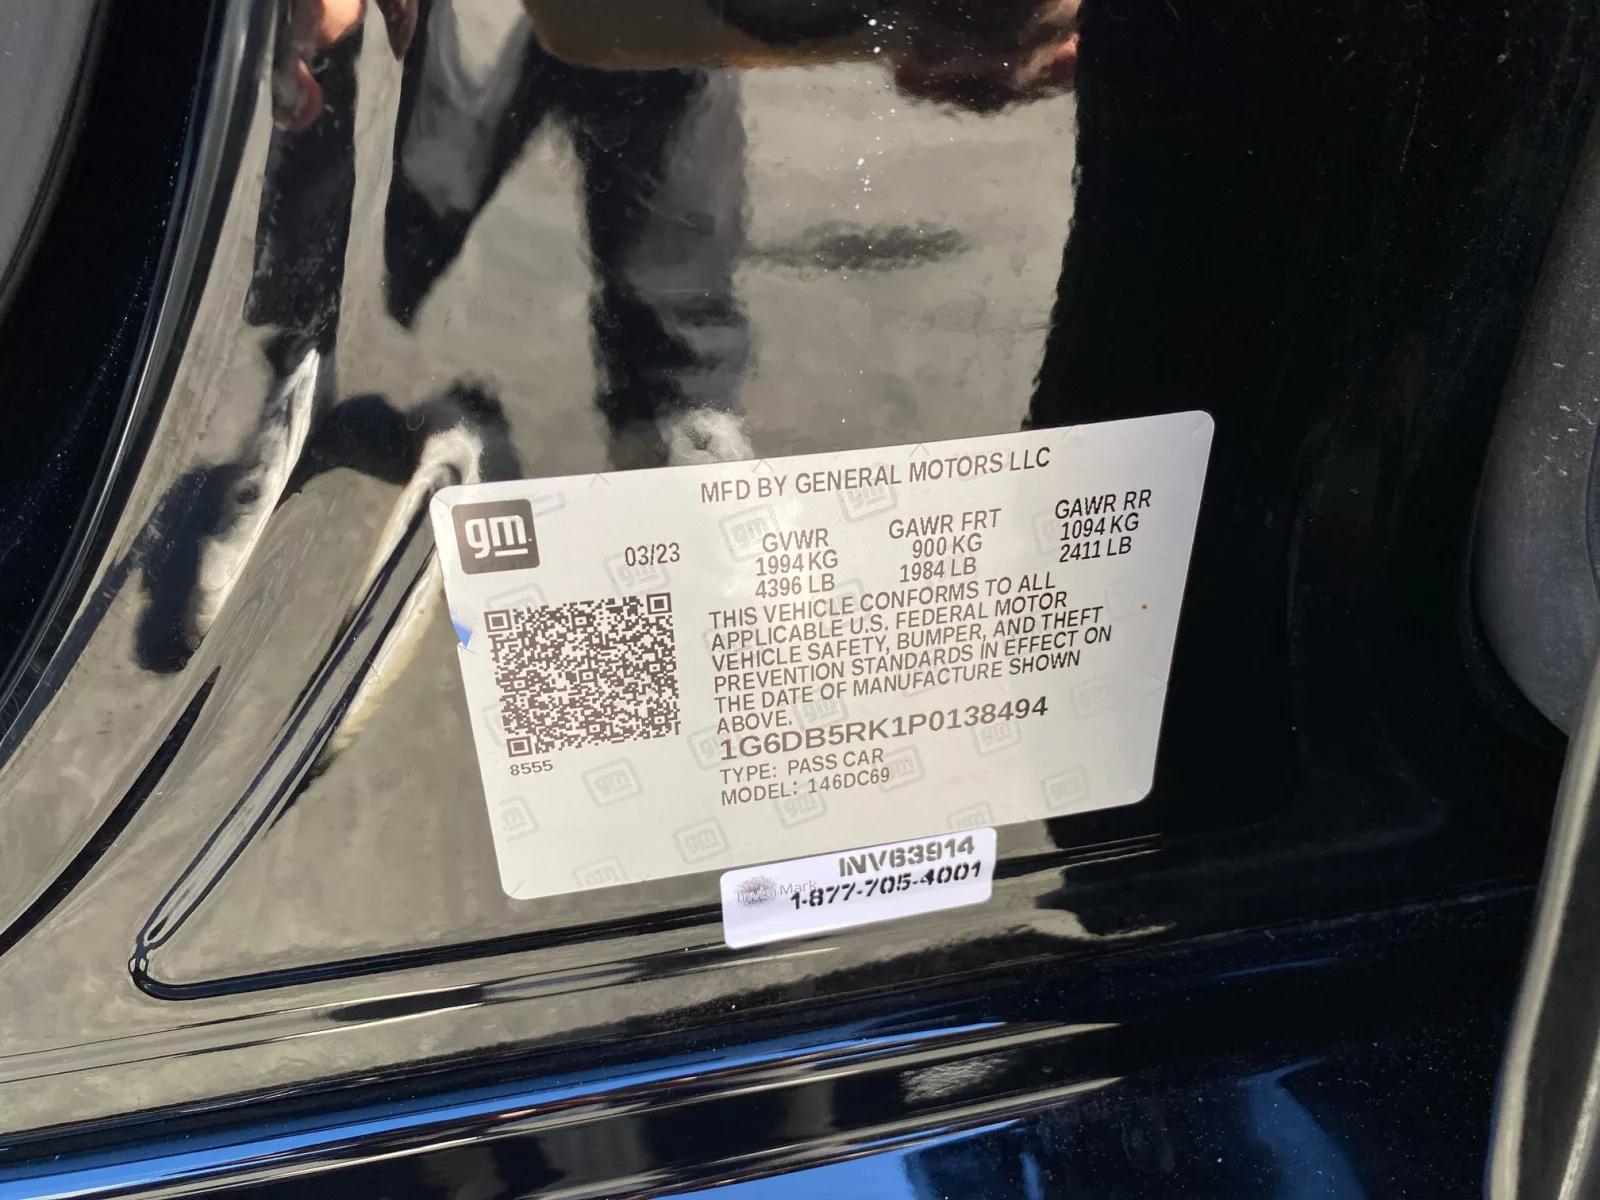 MFD BY GENERAL MOTORS LLC
gm
03/23
GVWR
1994 KG
4396 LB
GAWR FRT
900 KG
1984 LB
GAWR RR
1094 KG
2411 LB
THIS VEHICLE CONFORMS TO ALL
APPLICABLE U.S. FEDERAL MOTOR
VEHICLE SAFETY, BUMPER, AND THEFT
PREVENTION STANDARDS IN EFFECT ON
THE DATE OF MANUFACTURE SHOWN
ABOVE.
1G6DB5RK1P0138494
TYPE: PASS CAR
MODEL: 146DC69
8555
INV63914
Mark
1-877-705-4001